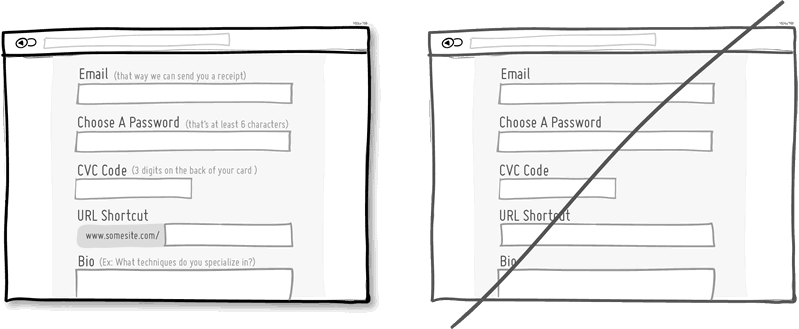 Email (that way we can send you a receipt)
Choose A Password (that's at least 6 characters)
CVC Code (3 digits on the back of your card )
URL Shortcut
www.somesite.com/
Bio (Ex: What techniques do you specialize in?)
Email
Choose A Password
CVC Code
URL Shortcut
Bio